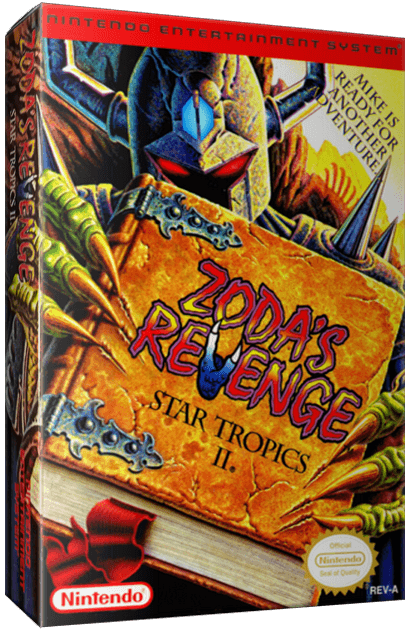 NINTENDO ENTERTAINMENT SYSTEM®
MIKE IS
READY FOR
ANOTHER
ADVENTURE
ZODA'S
REVENGE
STAR TROPICS
II®
ZODA'S REVENGE
STAR TROPICS II
Nintendo
Official
Nintendo
Seal of Quality
REV-A